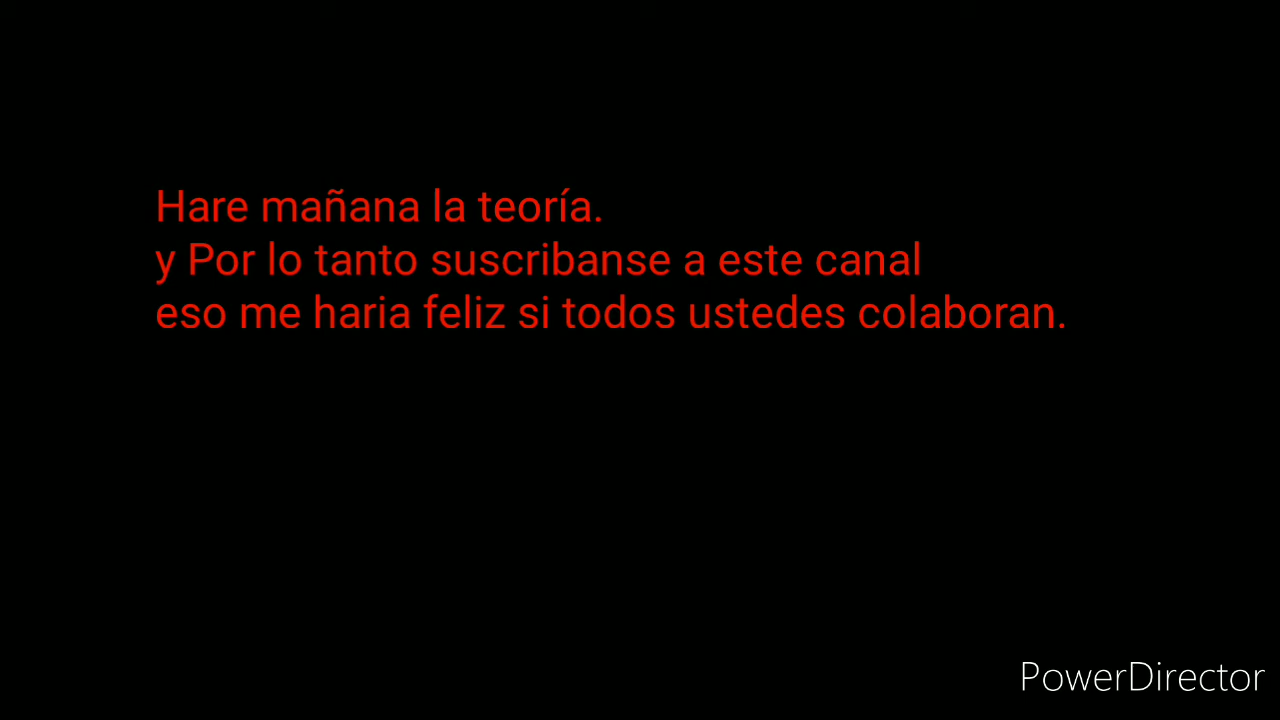 Hare mañana la teoría.
y Por lo tanto suscribanse a este canal
eso me haria feliz si todos ustedes colaboran.
PowerDirector